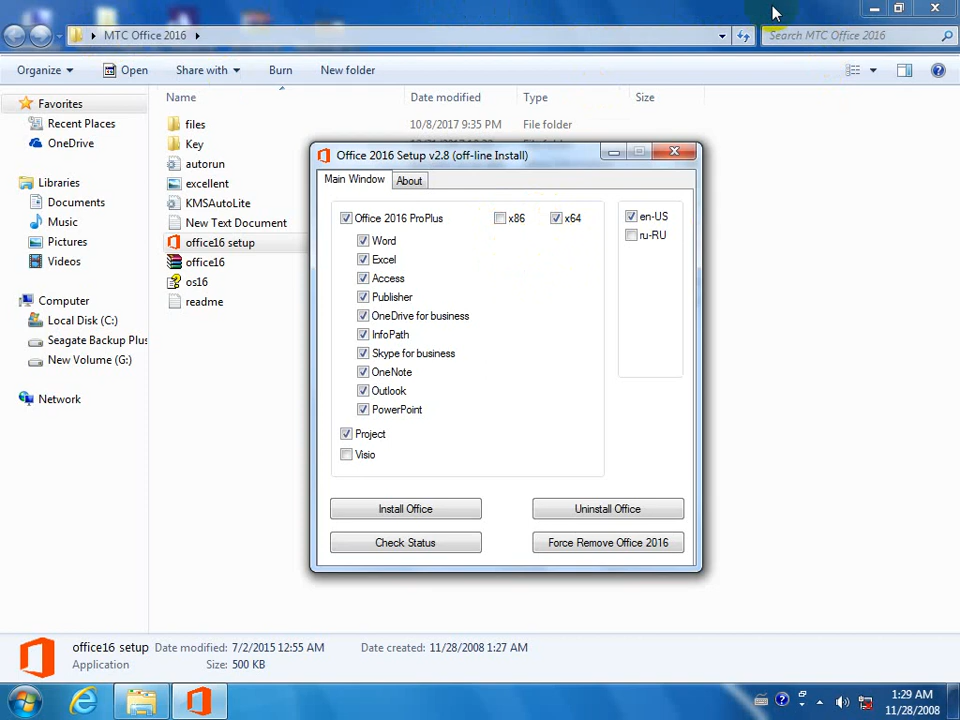 MTC Office 2016
Search MTC Office 2016
Organize Open Share with Burn New folder
Name Date modified Type Size
Favorites
Recent Places
OneDrive
Libraries
Documents
Music
Pictures
Videos
Computer
Local Disk (C:)
Seagate Backup Plus
New Volume (G:)
Network
files 10/8/2017 9:35 PM File folder
Key
autorun
excellent
KMSAutoLite
New Text Document
office16 setup
office16
os16
readme
Office 2016 Setup v2.8 (off-line Install)
Main Window About
Office 2016 ProPlus x86 x64
Word
Excel
Access
Publisher
OneDrive for business
InfoPath
Skype for business
OneNote
Outlook
PowerPoint
Project
Visio
en-US
ru-RU
Install Office Uninstall Office
Check Status Force Remove Office 2016
office16 setup Date modified: 7/2/2015 12:55 AM Date created: 11/28/2008 1:27 AM
Application Size: 500 KB
1:29 AM
11/28/2008